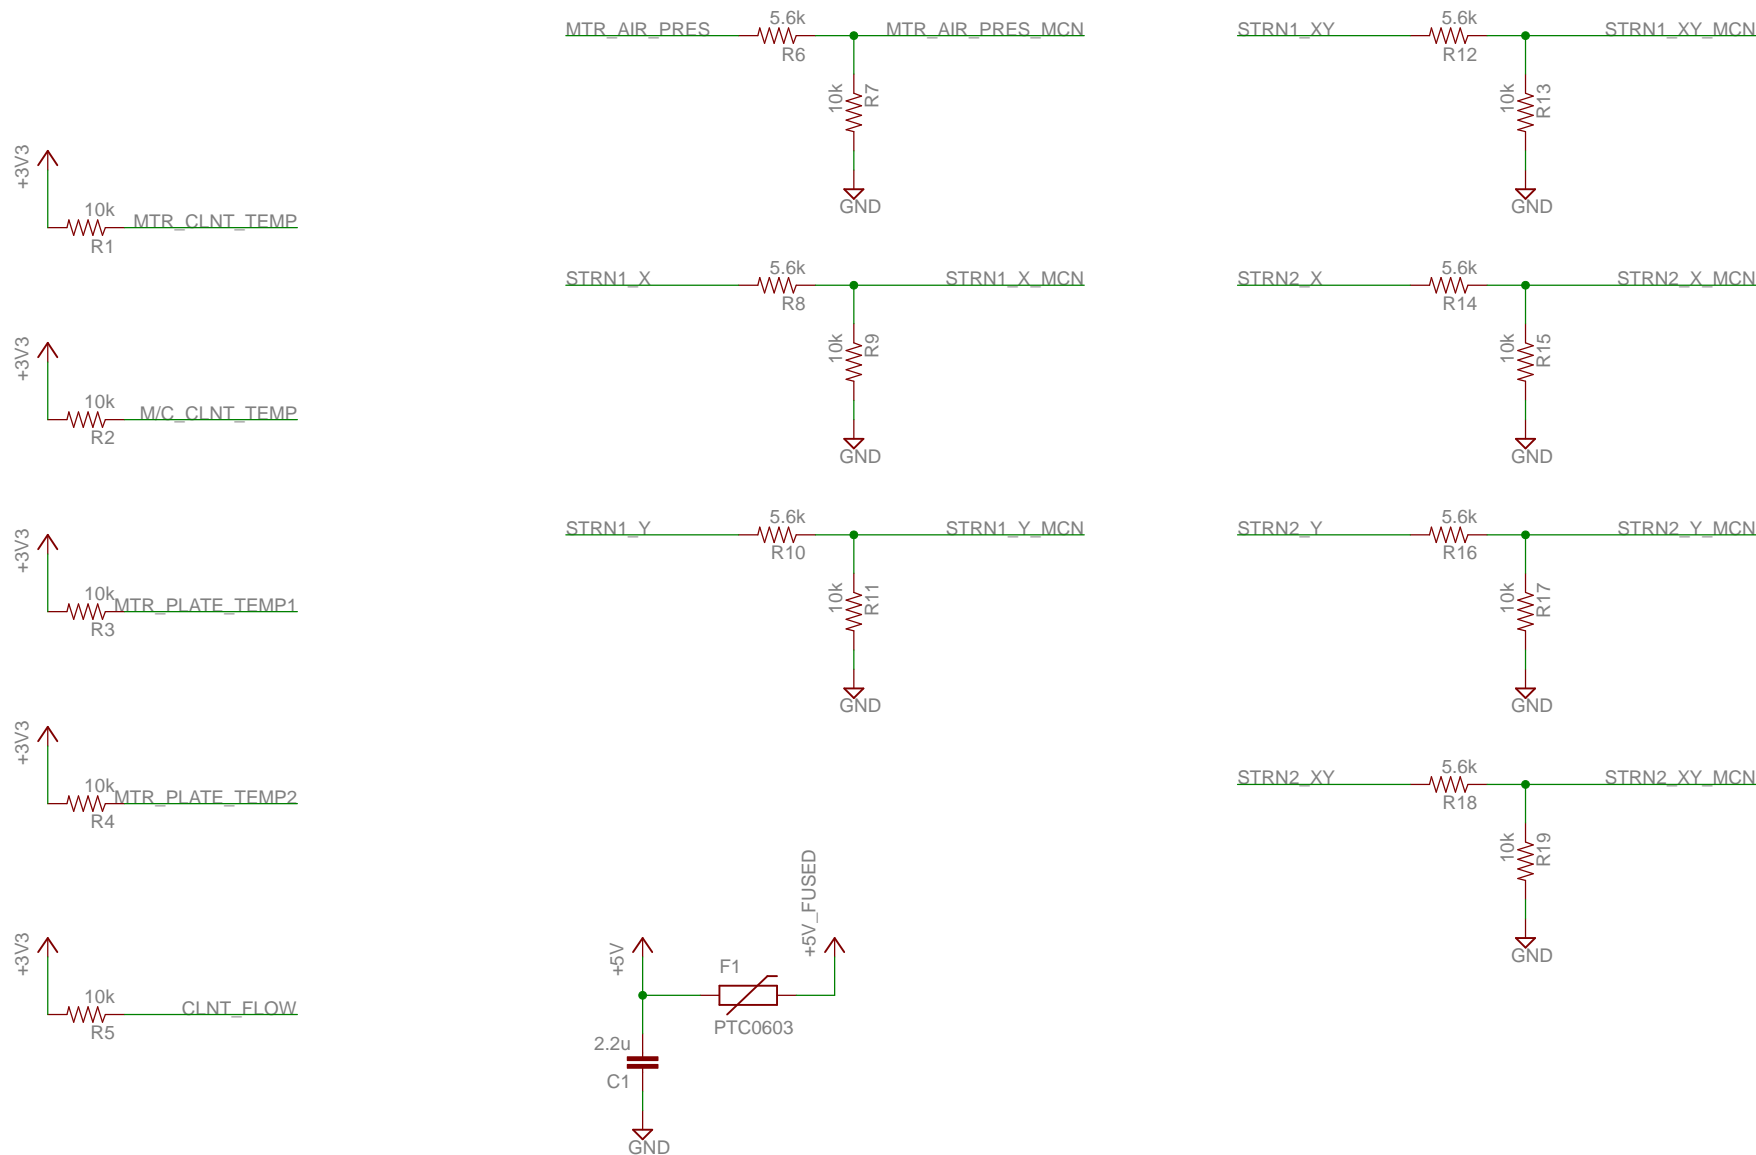 +3V3
10k
MTR_CLNT_TEMP
R1
+3V3
10k
M/C_CLNT_TEMP
R2
+3V3
10k
MTR_PLATE_TEMP1
R3
+3V3
10k
MTR_PLATE_TEMP2
R4
+3V3
10k
CLNT_FLOW
R5
MTR_AIR_PRES
5.6k
R6
MTR_AIR_PRES_MCN
10k
R7
GND
STRN1_X
5.6k
R8
STRN1_X_MCN
10k
R9
GND
STRN1_Y
5.6k
R10
STRN1_Y_MCN
10k
R11
GND
+5V
F1
PTC0603
+5V_FUSED
2.2u
C1
GND
STRN1_XY
5.6k
R12
STRN1_XY_MCN
10k
R13
GND
STRN2_X
5.6k
R14
STRN2_X_MCN
10k
R15
GND
STRN2_Y
5.6k
R16
STRN2_Y_MCN
10k
R17
GND
STRN2_XY
5.6k
R18
STRN2_XY_MCN
10k
R19
GND